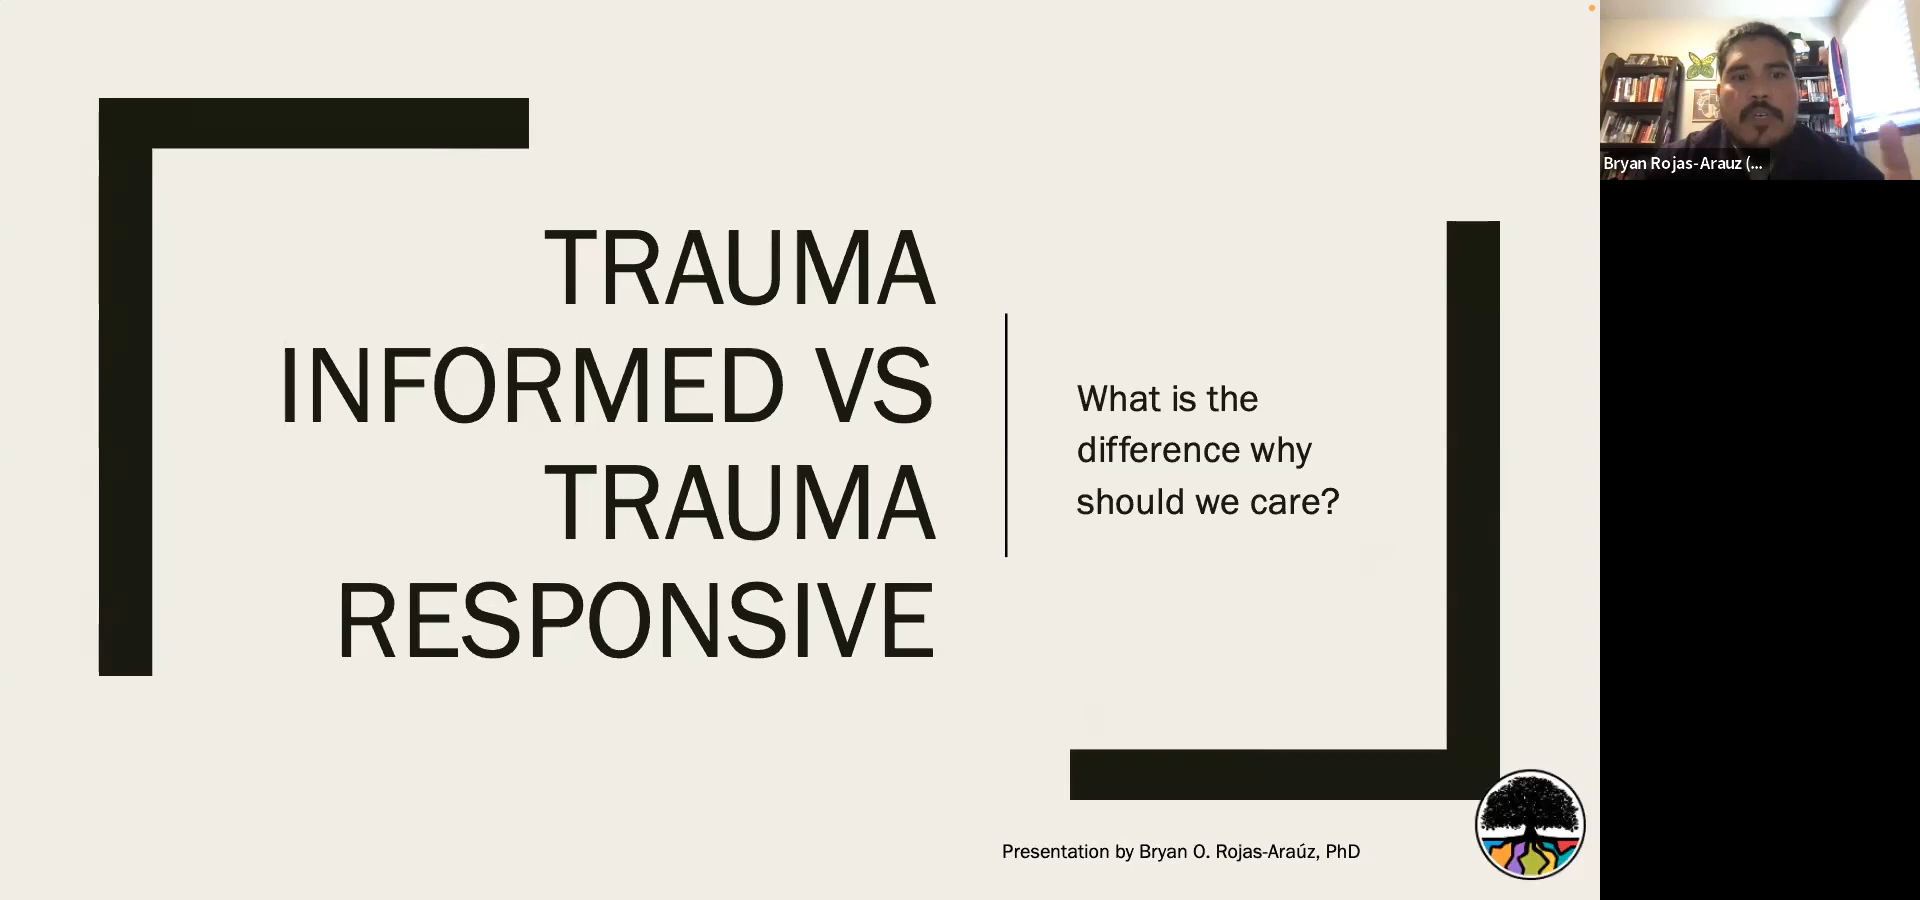 TRAUMA
INFORMED VS
TRAUMA
RESPONSIVE
What is the
difference why
should we care?
Presentation by Bryan O. Rojas-Araúz, PhD
Bryan Rojas-Arauz (...